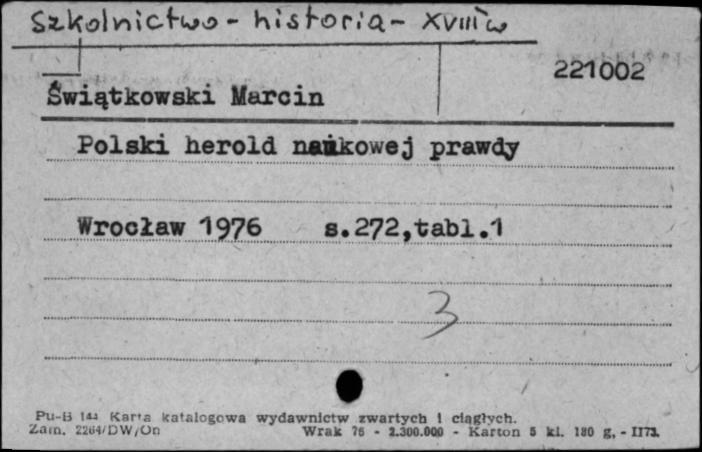 Szkolnictwo - historia - XVIII w
221002
Świątkowski Marcin
Polski herold naukowej prawdy
Wrocław 1976 s.272,tabl.1
3
Pu-B 144 Karta katalogowa wydawnictw zwartych i ciągłych.
Zam. 2264/DW/On Wrak 76 - 2.300.000 - Karton 5 kl. 180 g. - II73.